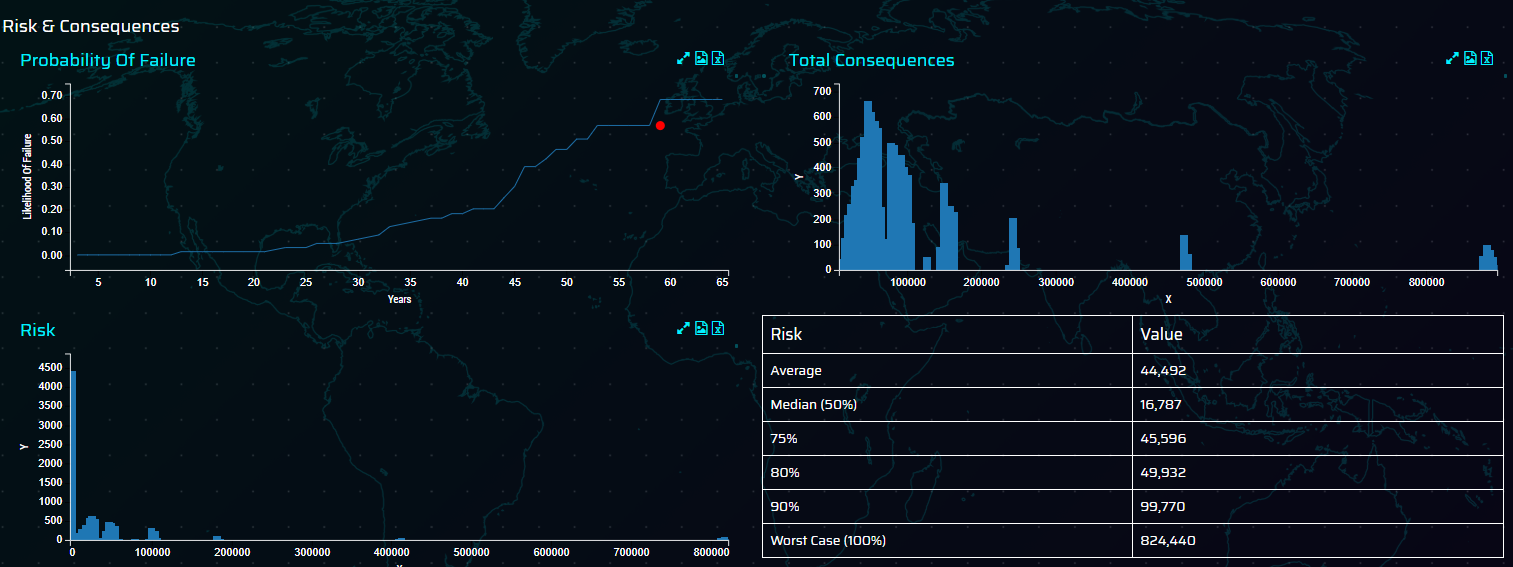 Risk & Consequences
Probability Of Failure
0.70
0.60
0.50
0.40
0.30
0.20
0.10
0.00
Likelihood Of Failure
5 10 15 20 25 30 35 40 45 50 55 60 65
Years
Total Consequences
700
600
500
400
300
200
100
0
Y
100000 200000 300000 400000 500000 600000 700000 800000
X
Risk
4500
4000
3500
3000
2500
2000
1500
1000
500
0
Y
0 100000 200000 300000 400000 500000 600000 700000 800000
Risk Value
Average 44,492
Median (50%) 16,787
75% 45,596
80% 49,932
90% 99,770
Worst Case (100%) 824,440